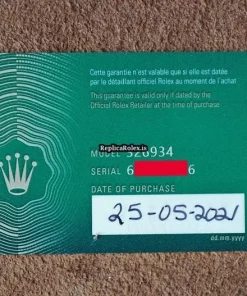 Cette garantie n'est valable que si elle est datée
par le détaillant officiel Rolex au moment de l'achat
This guarantee is valid only if dated by the
Official Rolex Retailer at the time of purchase.
ReplicaRolex.is
MODEL 326934
SERIAL 6 6
DATE OF PURCHASE
25-05-2021
dd.mm.yyyy